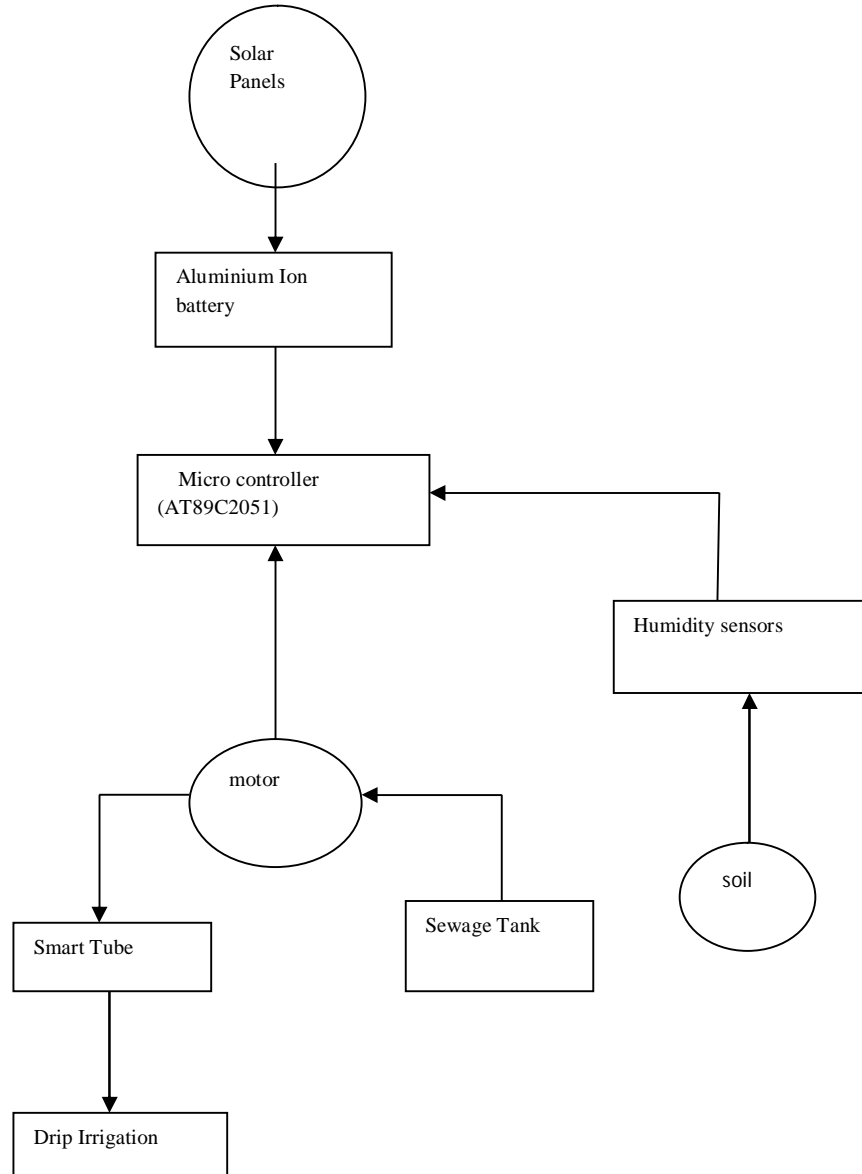 Solar
Panels
Aluminium Ion
battery
Micro controller
(AT89C2051)
Humidity sensors
motor
soil
Sewage Tank
Smart Tube
Drip Irrigation